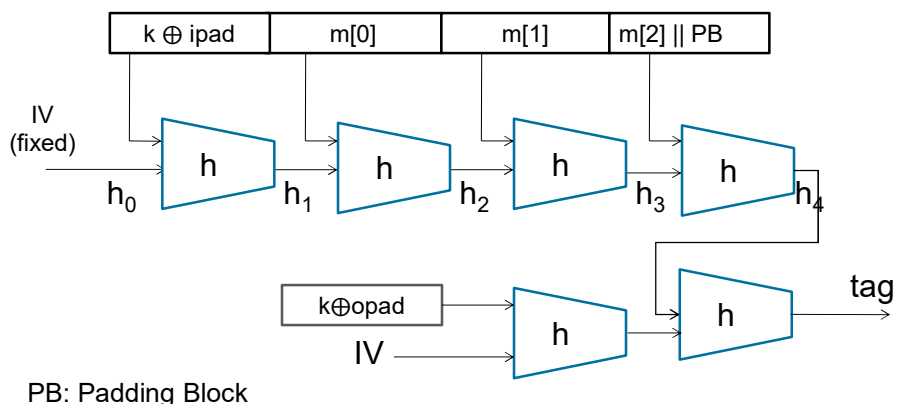 k ⊕ ipad m[0] m[1] m[2] || PB
IV
(fixed)
h h h h
h₀ h₁ h₂ h₃ h₄
k⊕opad
IV
h h
tag
PB: Padding Block